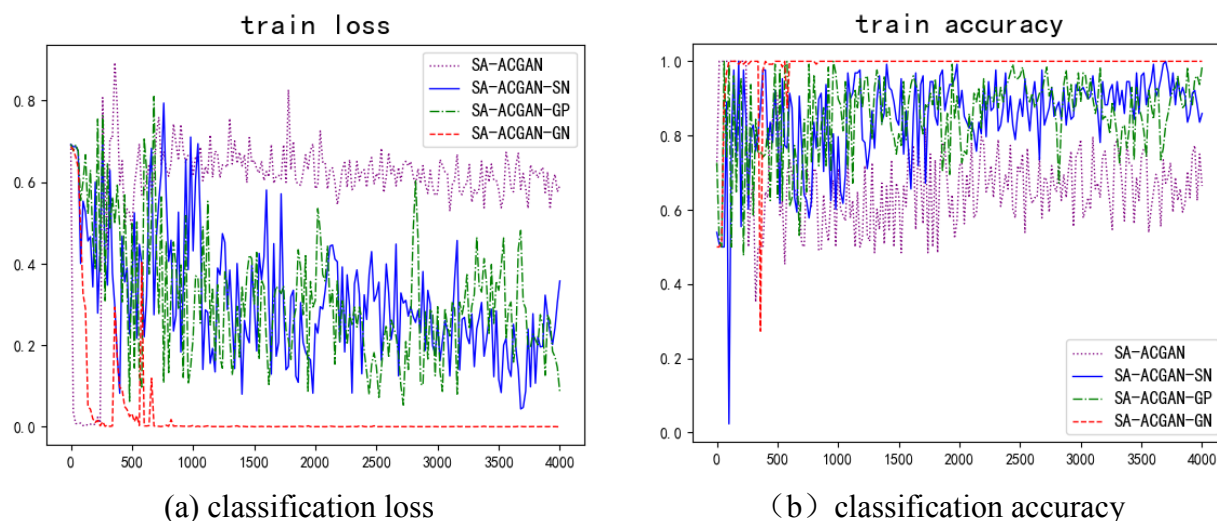 train loss
0.8
0.6
0.4
0.2
0.0
SA-ACGAN
SA-ACGAN-SN
SA-ACGAN-GP
SA-ACGAN-GN
0 500 1000 1500 2000 2500 3000 3500 4000
(a) classification loss
train accuracy
1.0
0.8
0.6
0.4
0.2
0.0
SA-ACGAN
SA-ACGAN-SN
SA-ACGAN-GP
SA-ACGAN-GN
0 500 1000 1500 2000 2500 3000 3500 4000
（b）classification accuracy